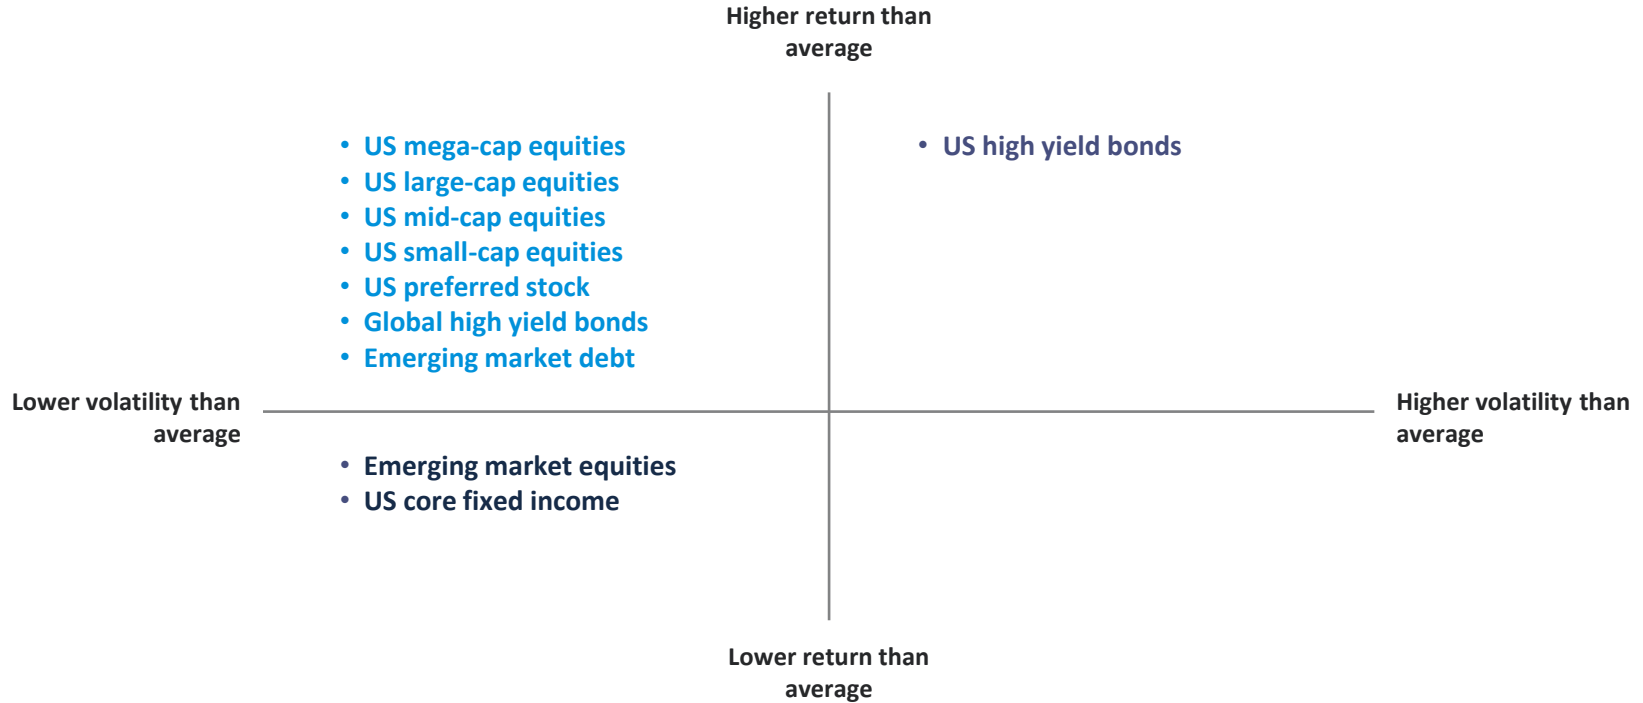 Higher return than
average
• US mega-cap equities
• US large-cap equities
• US mid-cap equities
• US small-cap equities
• US preferred stock
• Global high yield bonds
• Emerging market debt
• US high yield bonds
Lower volatility than
average
Higher volatility than
average
• Emerging market equities
• US core fixed income
Lower return than
average